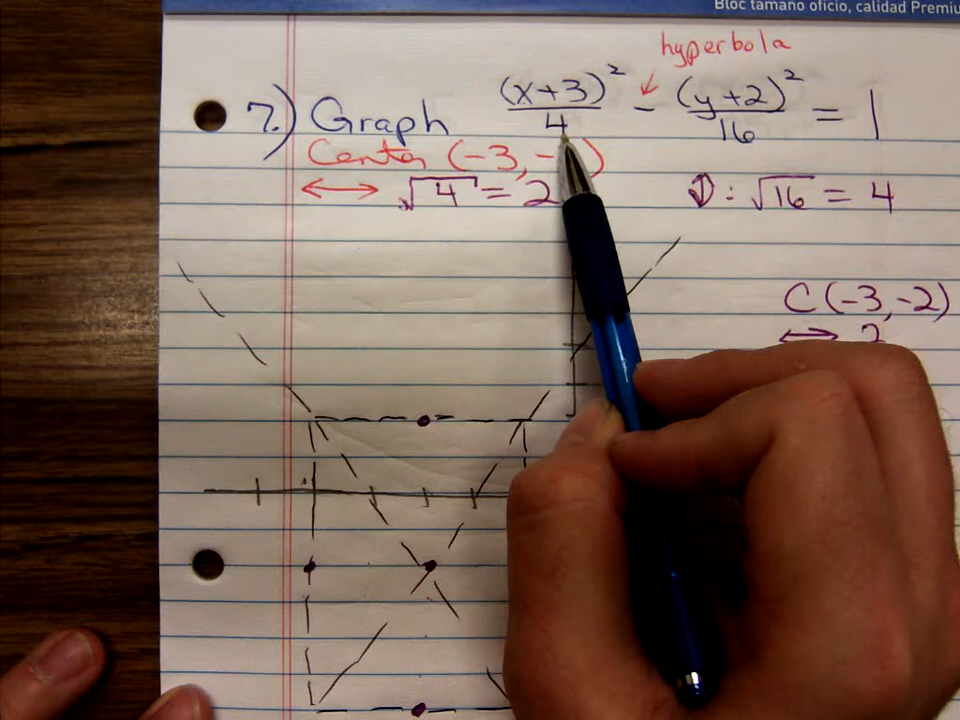 Bloc tamaño oficio, calidad Premiu
hyperbola
7.) Graph (x+3)²/4 - (y+2)²/16 = 1
Center (-3, - )
↔ √4 = 2 ↕ : √16 = 4
C (-3, -2)
↔ 2